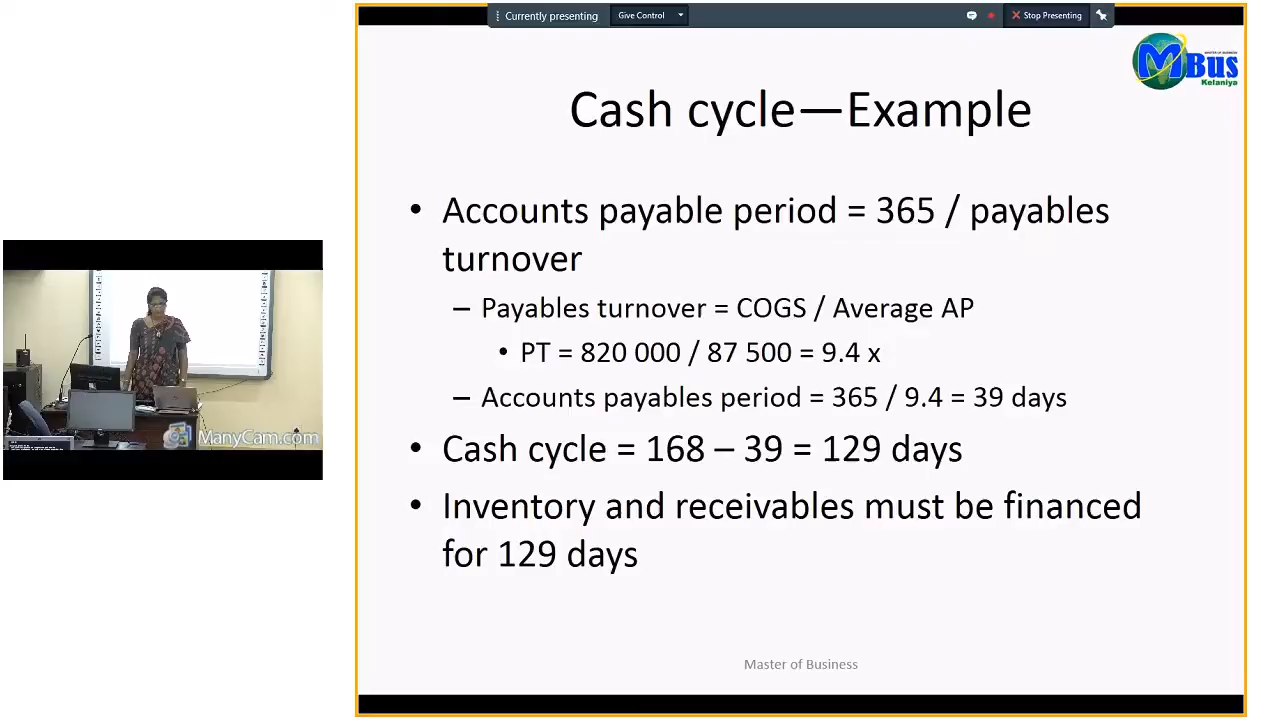 Currently presenting
Give Control
Stop Presenting
MASTER OF BUSINESS
MBus
Kelaniya
Cash cycle—Example
• Accounts payable period = 365 / payables
turnover
– Payables turnover = COGS / Average AP
• PT = 820 000 / 87 500 = 9.4 x
– Accounts payables period = 365 / 9.4 = 39 days
• Cash cycle = 168 – 39 = 129 days
• Inventory and receivables must be financed
for 129 days
Master of Business
ManyCam.com